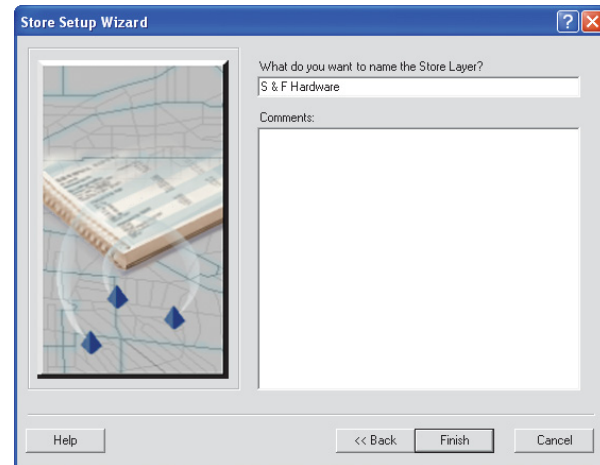 Store Setup Wizard
What do you want to name the Store Layer?
S & F Hardware
Comments:
Help
<< Back
Finish
Cancel